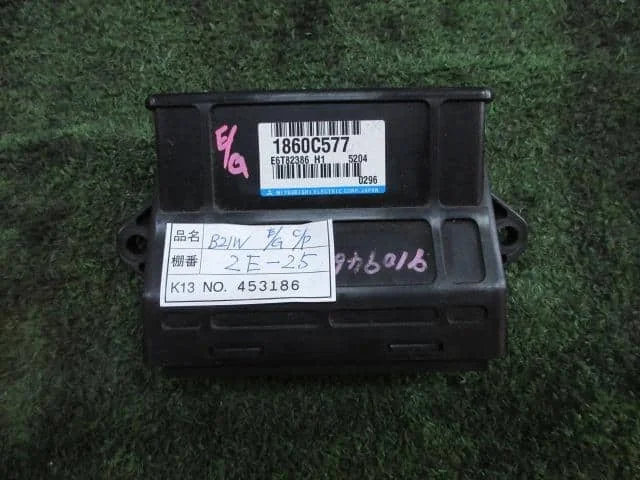 E/G
1860C577
E6T82386 H1 5204
0296
MITSUBISHI ELECTRIC CORP. JAPAN
品名 B21W E/G C/P
棚番 2E-25
K13 NO. 453186